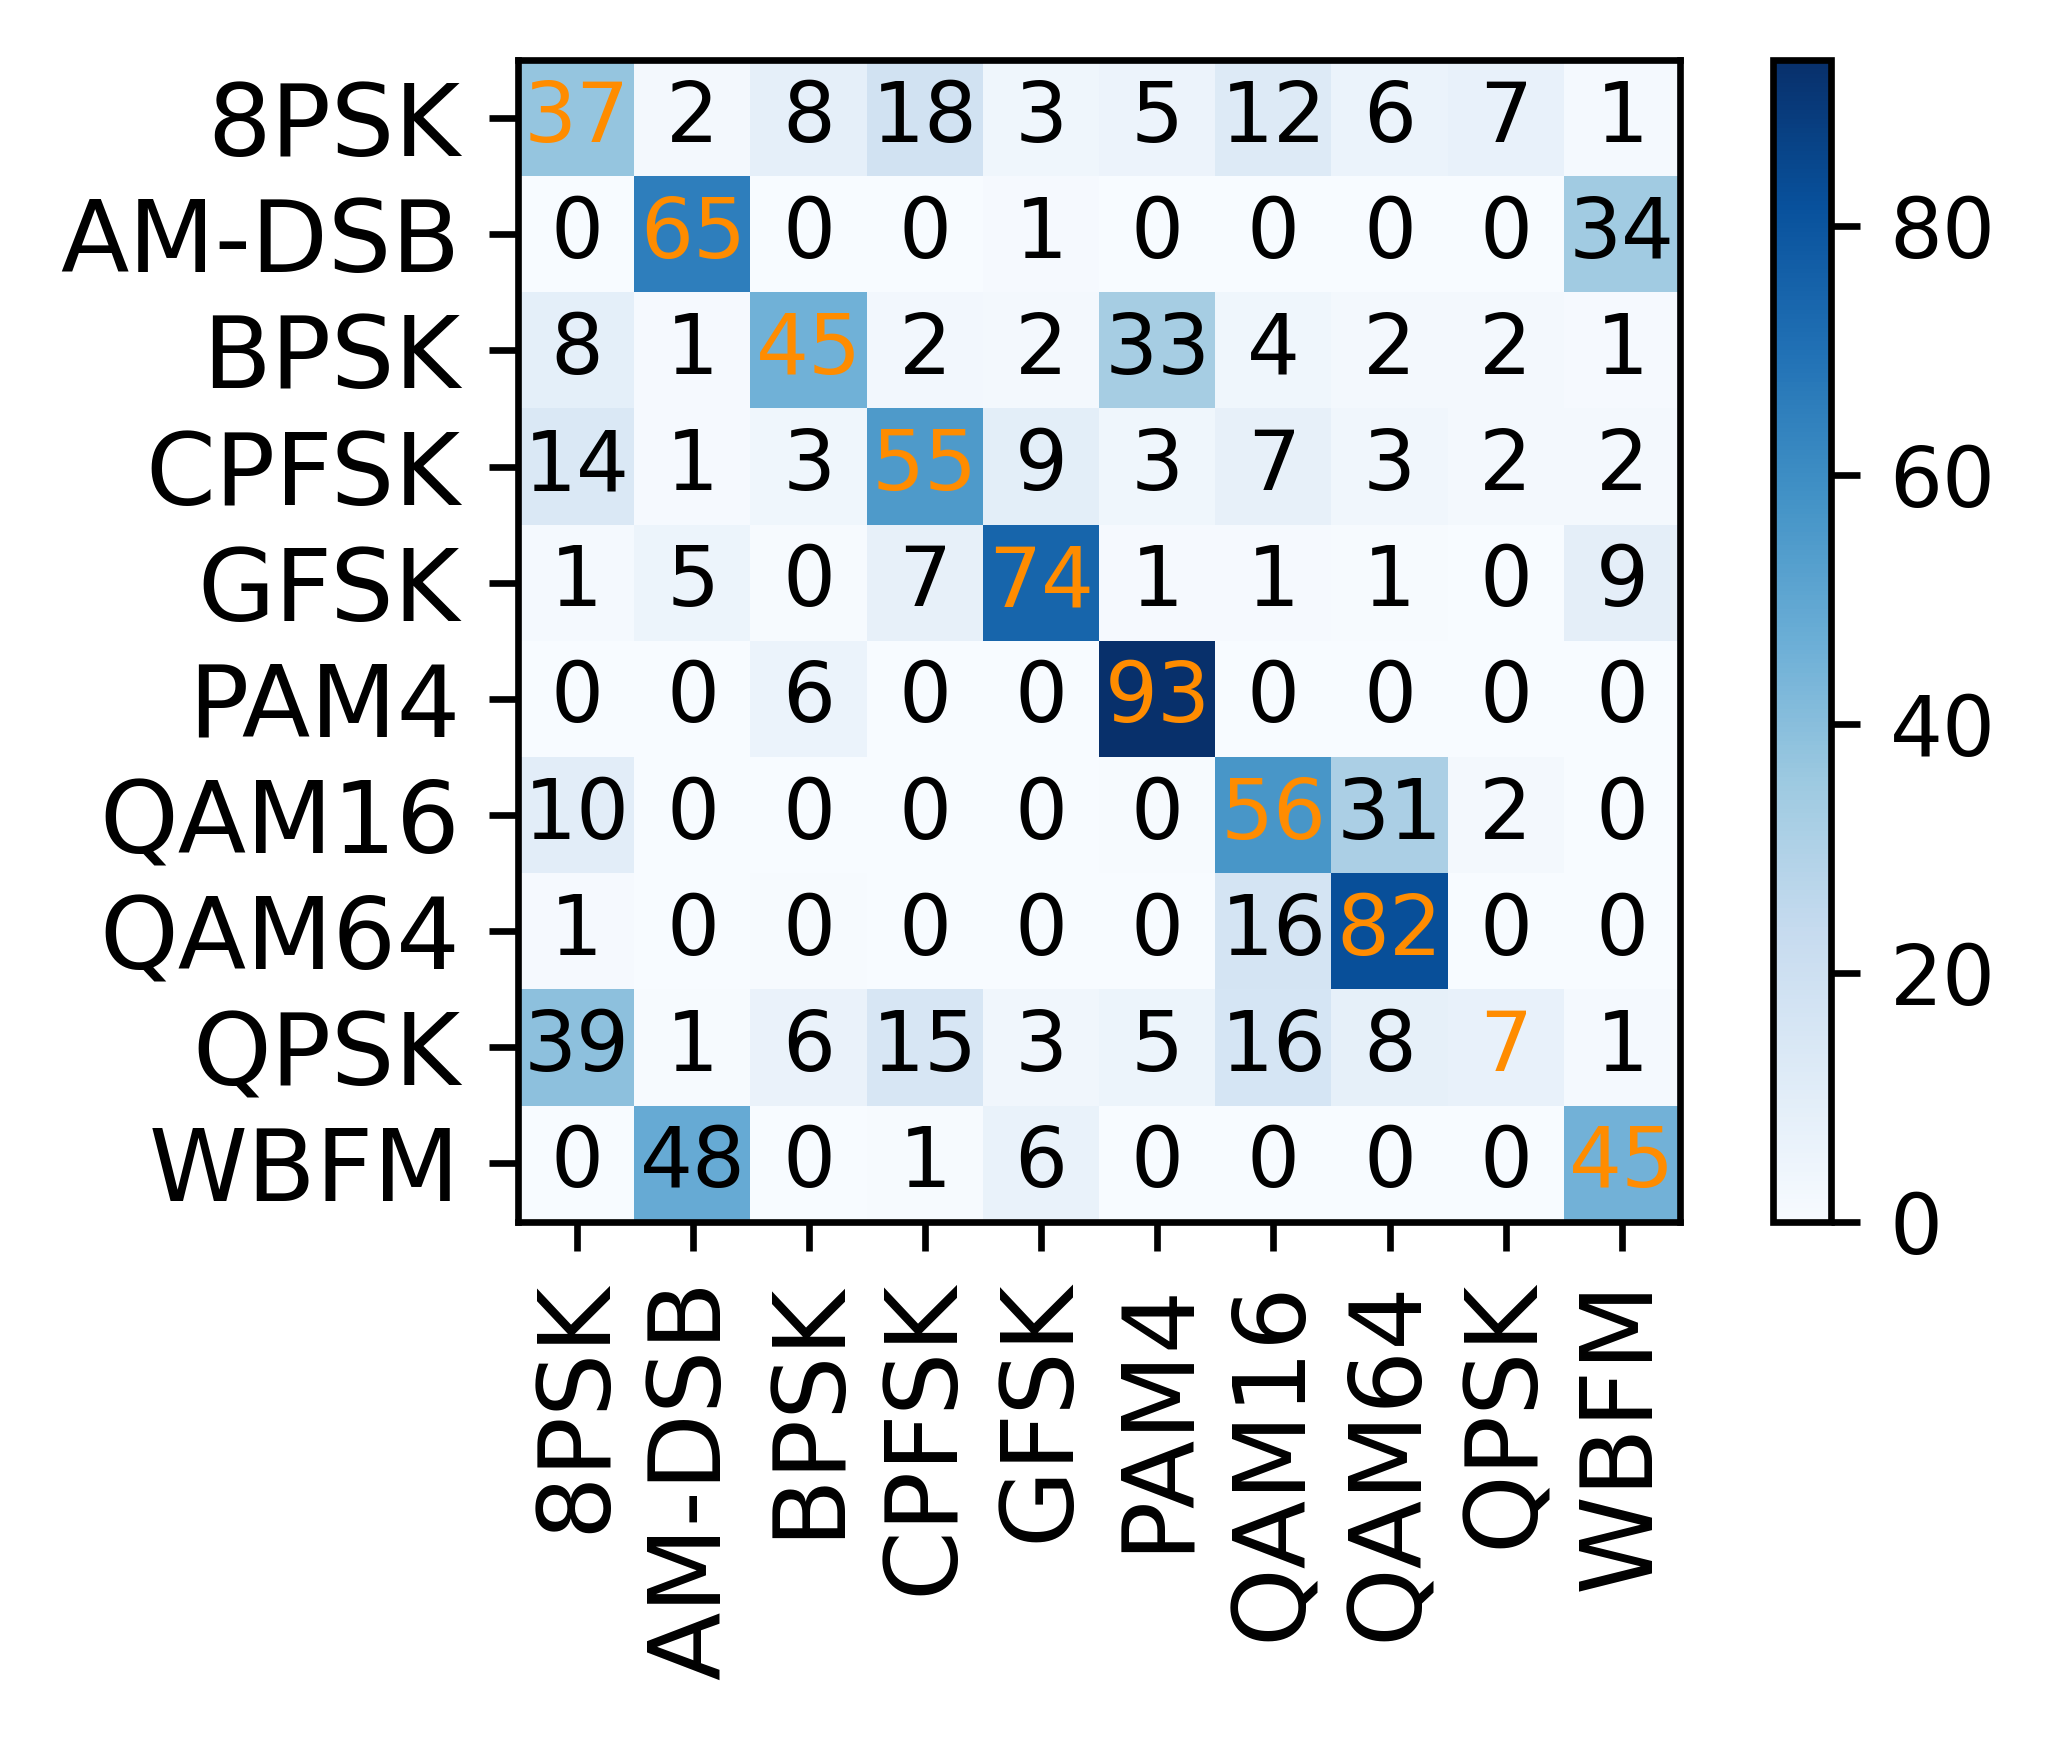 8PSK 37 2 8 18 3 5 12 6 7 1
AM-DSB 0 65 0 0 1 0 0 0 0 34
BPSK 8 1 45 2 2 33 4 2 2 1
CPFSK 14 1 3 55 9 3 7 3 2 2
GFSK 1 5 0 7 74 1 1 1 0 9
PAM4 0 0 6 0 0 93 0 0 0 0
QAM16 10 0 0 0 0 0 56 31 2 0
QAM64 1 0 0 0 0 0 16 82 0 0
QPSK 39 1 6 15 3 5 16 8 7 1
WBFM 0 48 0 1 6 0 0 0 0 45
8PSK
AM-DSB
BPSK
CPFSK
GFSK
PAM4
QAM16
QAM64
QPSK
WBFM
80
60
40
20
0